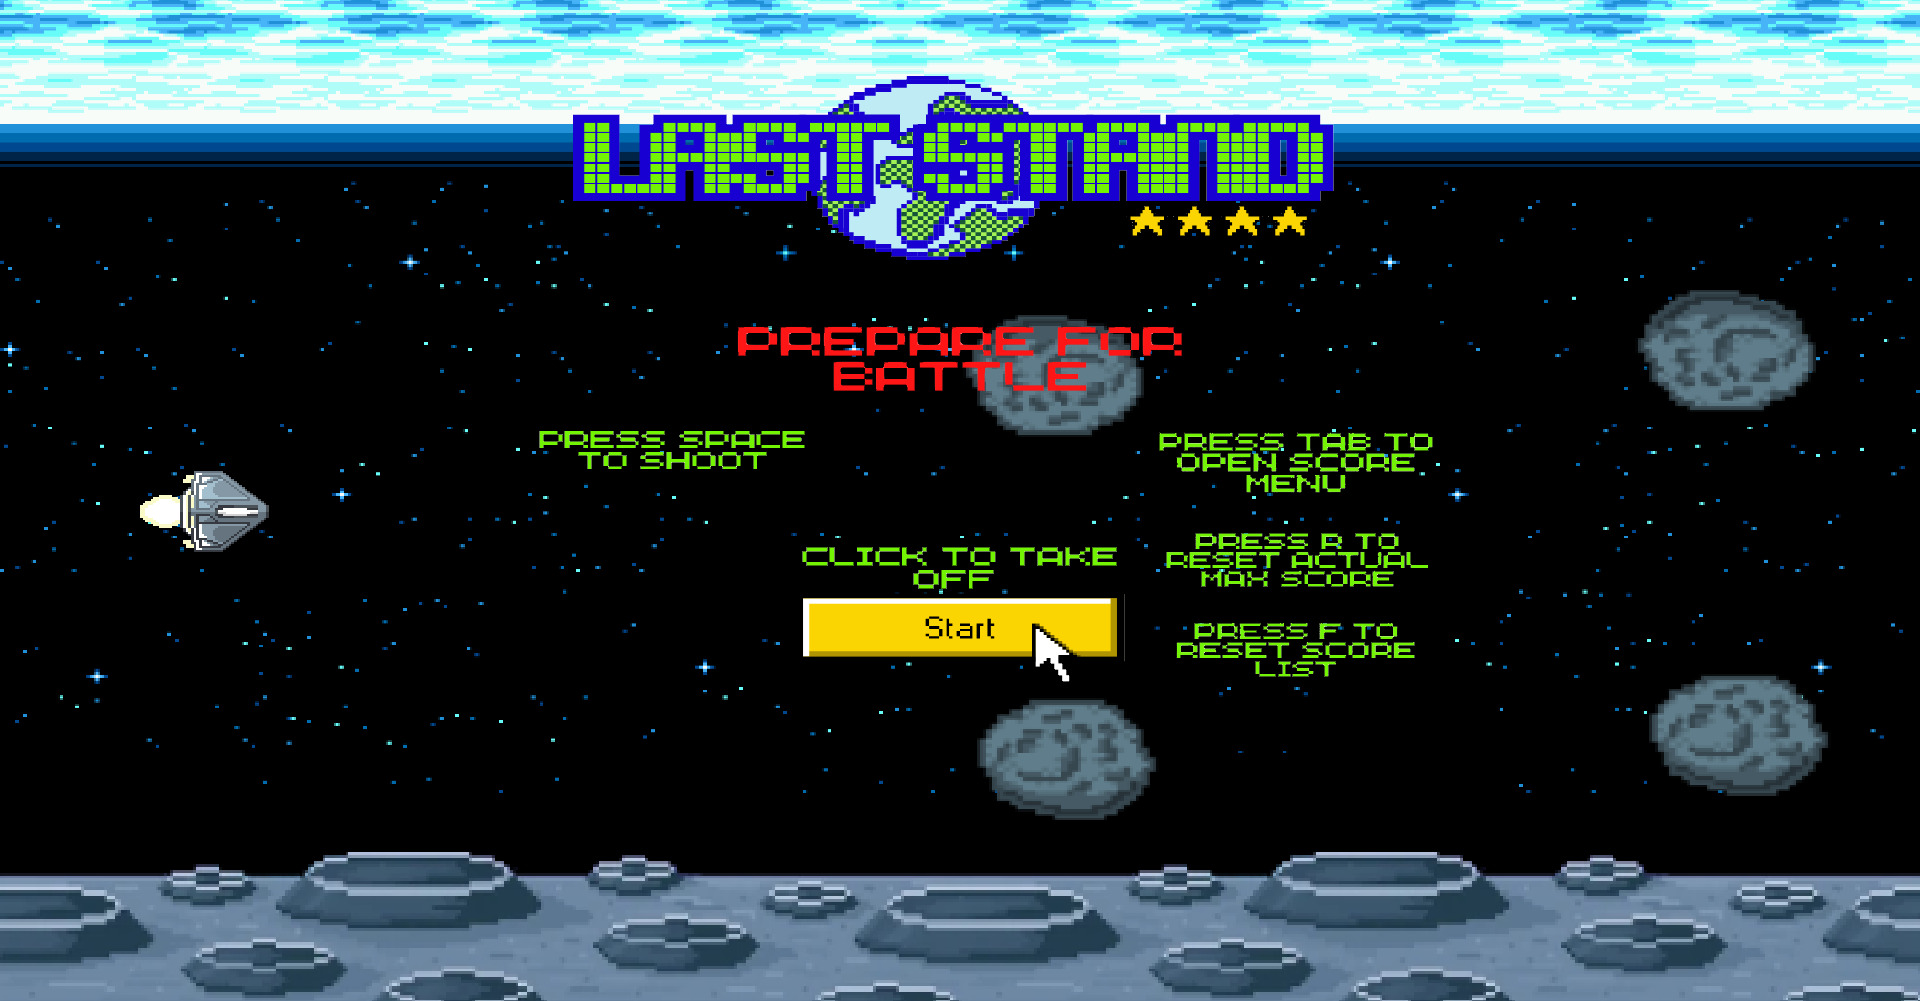 LAST STAND
PREPARE FOR
BATTLE
PRESS SPACE
TO SHOOT
PRESS TAB TO
OPEN SCORE
MENU
CLICK TO TAKE
OFF
Start
PRESS R TO
RESET ACTUAL
MAX SCORE
PRESS F TO
RESET SCORE
LIST